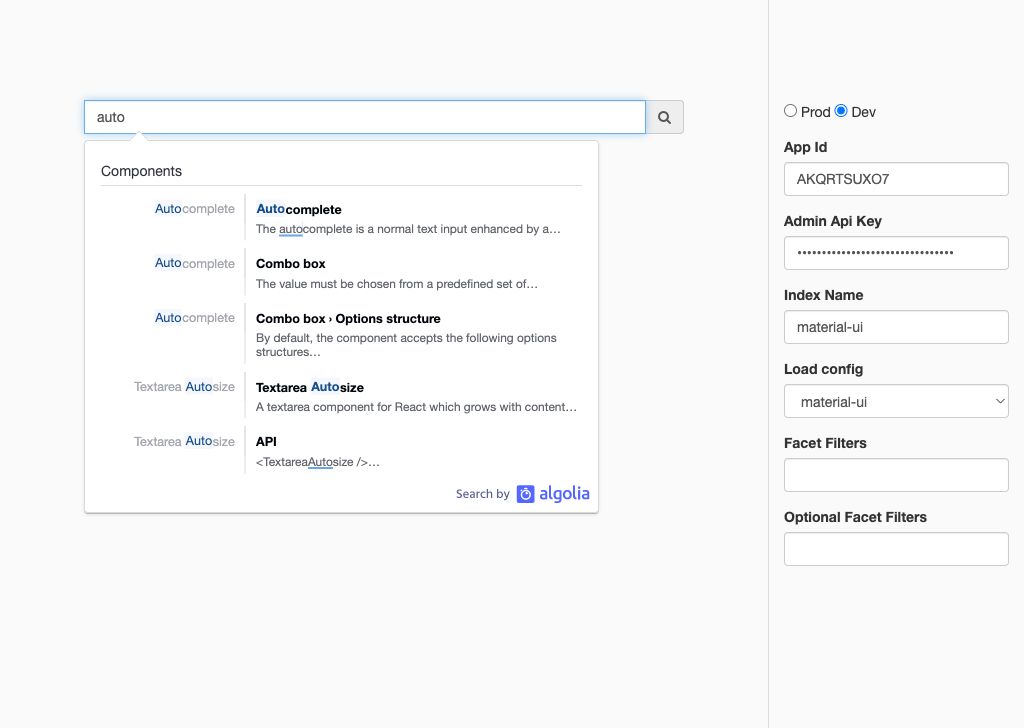 auto
Components
Autocomplete
Autocomplete
The autocomplete is a normal text input enhanced by a…
Autocomplete
Combo box
The value must be chosen from a predefined set of…
Autocomplete
Combo box › Options structure
By default, the component accepts the following options
structures…
Textarea Autosize
Textarea Autosize
A textarea component for React which grows with content…
Textarea Autosize
API
<TextareaAutosize />…
Search by algolia
Prod Dev
App Id
AKQRTSUXO7
Admin Api Key
••••••••••••••••••••••••••••••••
Index Name
material-ui
Load config
material-ui
Facet Filters
Optional Facet Filters